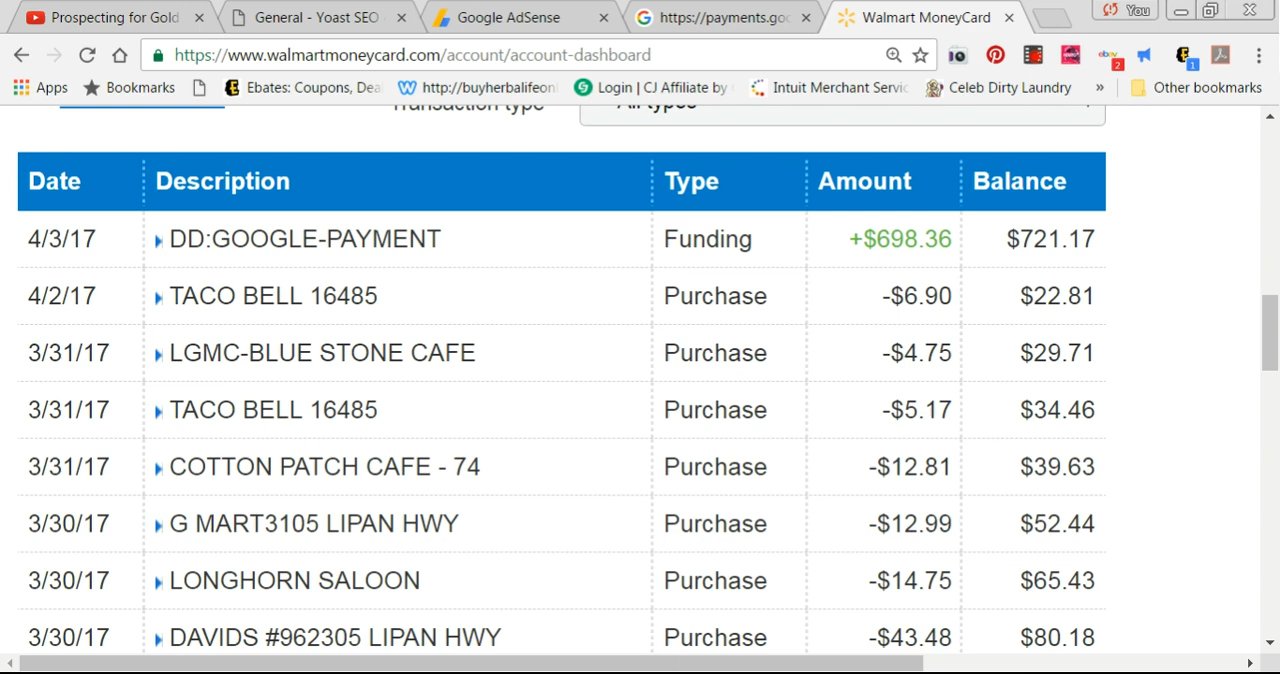 Prospecting for Gold
General - Yoast SEO
Google AdSense
https://payments.goo
Walmart MoneyCard
You
https://www.walmartmoneycard.com/account/account-dashboard
Apps
Bookmarks
Ebates: Coupons, Dea
http://buyherbalifeonl
Login | CJ Affiliate by
Intuit Merchant Servic
Celeb Dirty Laundry
»
Other bookmarks
Transaction type
All types
Date Description Type Amount Balance
4/3/17 DD:GOOGLE-PAYMENT Funding +$698.36 $721.17
4/2/17 TACO BELL 16485 Purchase -$6.90 $22.81
3/31/17 LGMC-BLUE STONE CAFE Purchase -$4.75 $29.71
3/31/17 TACO BELL 16485 Purchase -$5.17 $34.46
3/31/17 COTTON PATCH CAFE - 74 Purchase -$12.81 $39.63
3/30/17 G MART3105 LIPAN HWY Purchase -$12.99 $52.44
3/30/17 LONGHORN SALOON Purchase -$14.75 $65.43
3/30/17 DAVIDS #962305 LIPAN HWY Purchase -$43.48 $80.18